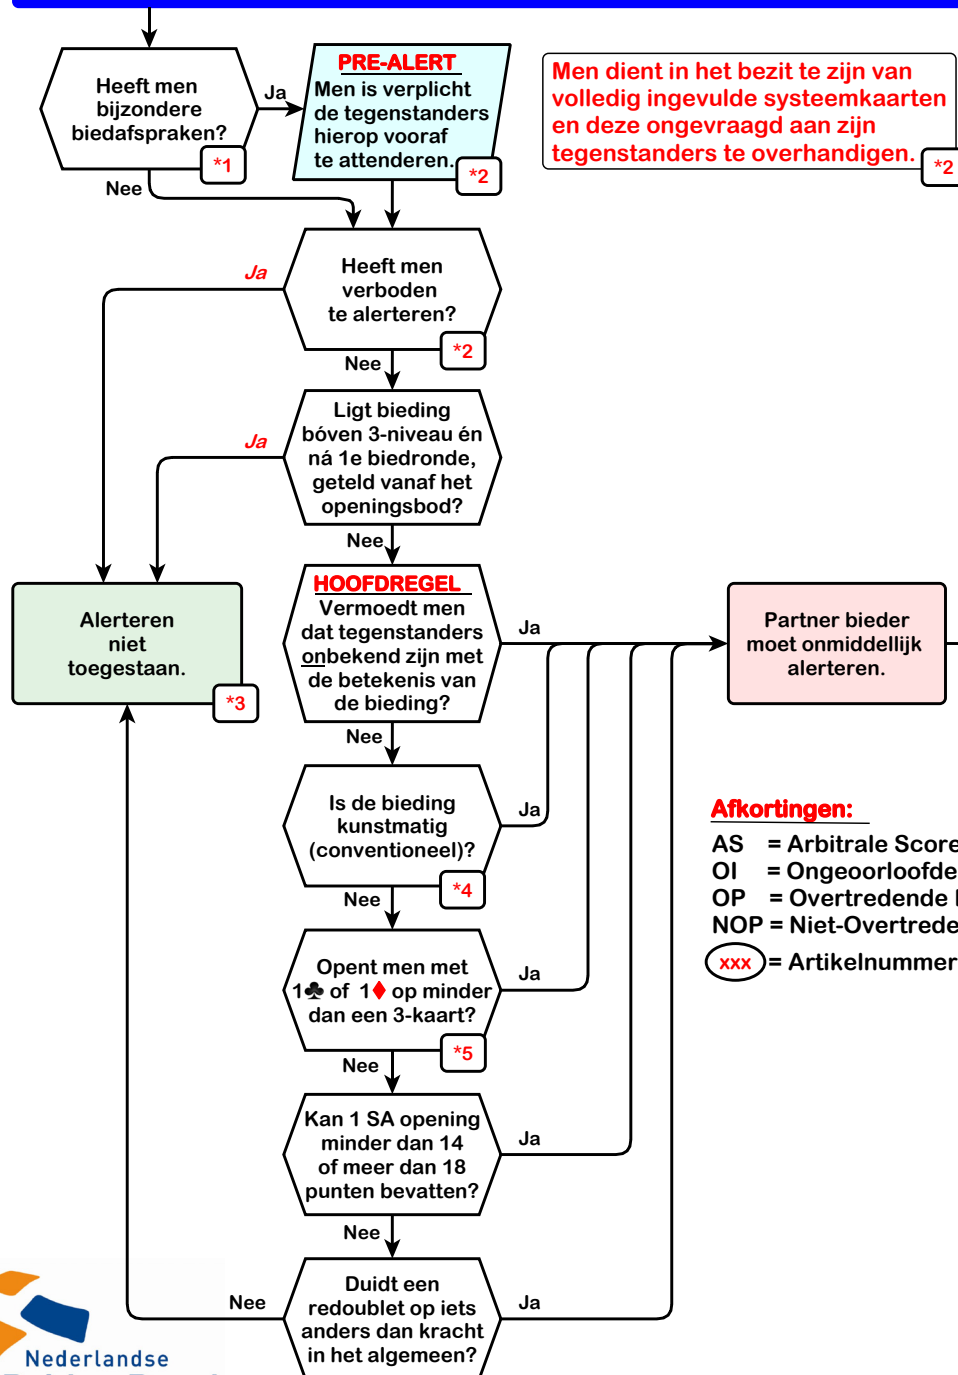 Heeft men
bijzondere
biedafspraken?
*1
Ja
Nee
PRE-ALERT
Men is verplicht
de tegenstanders
hierop vooraf
te attenderen.
*2
Men dient in het bezit te zijn van
volledig ingevulde systeemkaarten
en deze ongevraagd aan zijn
tegenstanders te overhandigen.
*2
Heeft men
verboden
te alerteren?
*2
Ja
Nee
Ligt bieding
bóven 3-niveau én
ná 1e biedronde,
geteld vanaf het
openingsbod?
Ja
Nee
HOOFDREGEL
Vermoedt men
dat tegenstanders
onbekend zijn met
de betekenis van
de bieding?
Ja
Nee
Alerteren
niet
toegestaan.
*3
Partner bieder
moet onmiddellijk
alerteren.
Is de bieding
kunstmatig
(conventioneel)?
*4
Ja
Nee
Afkortingen:
AS = Arbitrale Score
OI = Ongeoorloofde
OP = Overtredende
NOP = Niet-Overtrede
xxx = Artikelnummer
Opent men met
1♣ of 1♦ op minder
dan een 3-kaart?
*5
Ja
Nee
Kan 1 SA opening
minder dan 14
of meer dan 18
punten bevatten?
Ja
Nee
Duidt een
redoublet op iets
anders dan kracht
in het algemeen?
Nee
Ja
Nederlandse